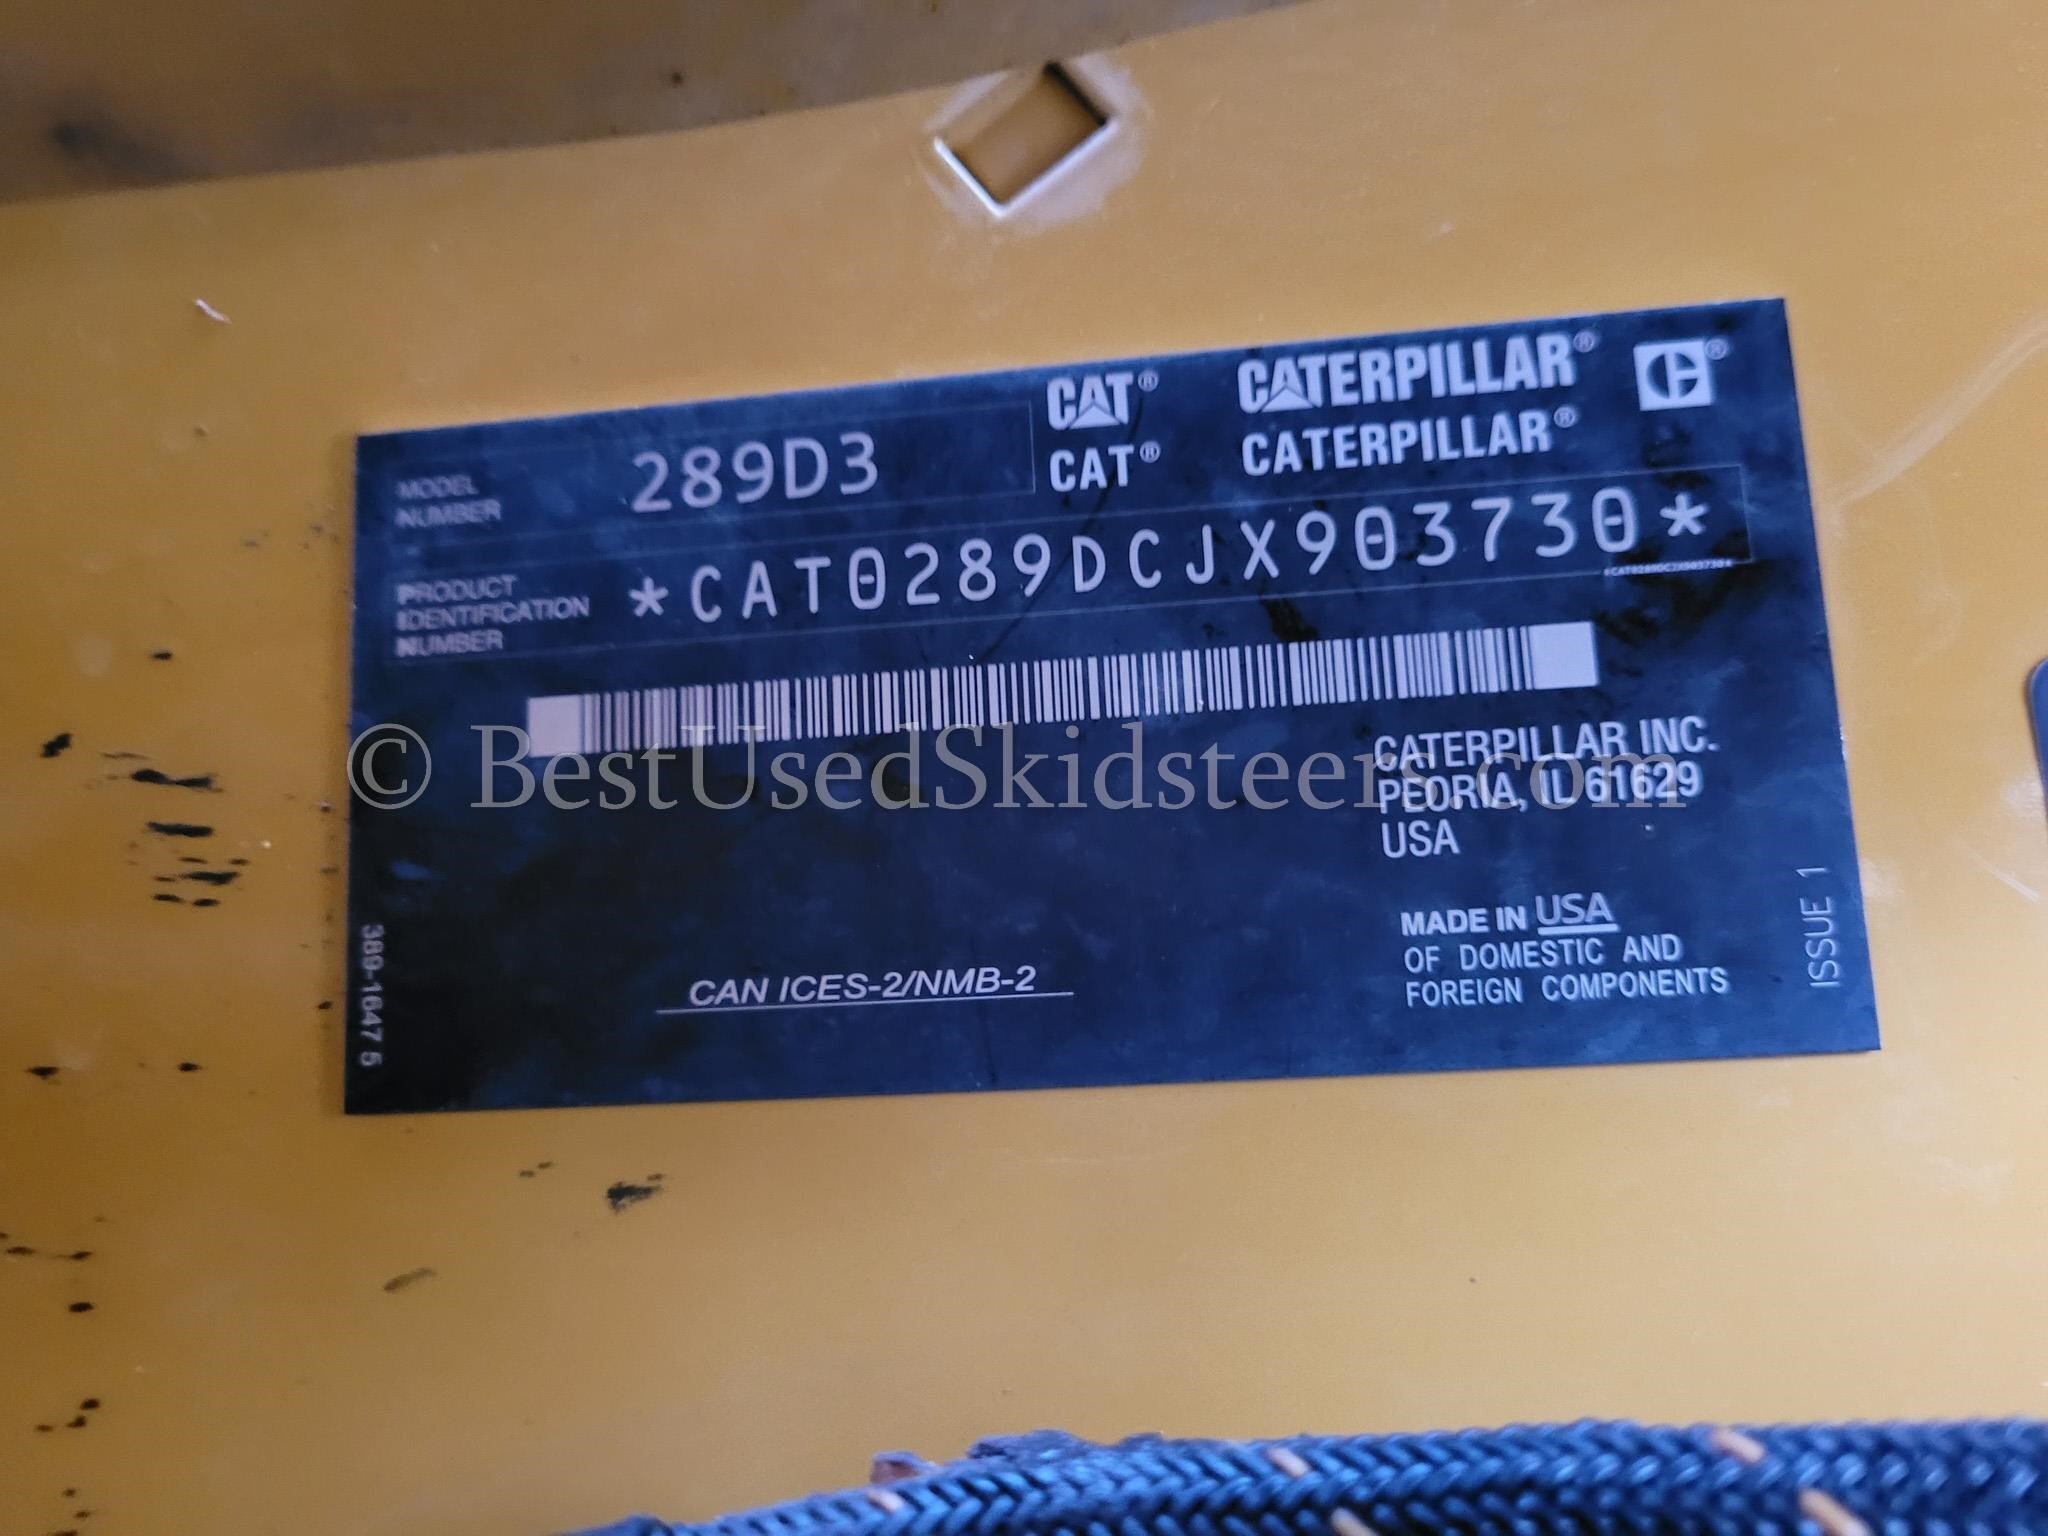 CAT® CATERPILLAR® C®
CAT® CATERPILLAR®
MODEL
NUMBER
289D3
PRODUCT
IDENTIFICATION
NUMBER
*CAT0289DCJX903730*
*CAT0289DCJX903730*
© BestUsedSkidsteers.com
CATERPILLAR INC.
PEORIA, IL 61629
USA
MADE IN USA
OF DOMESTIC AND
FOREIGN COMPONENTS
CAN ICES-2/NMB-2
ISSUE 1
389-1647 5